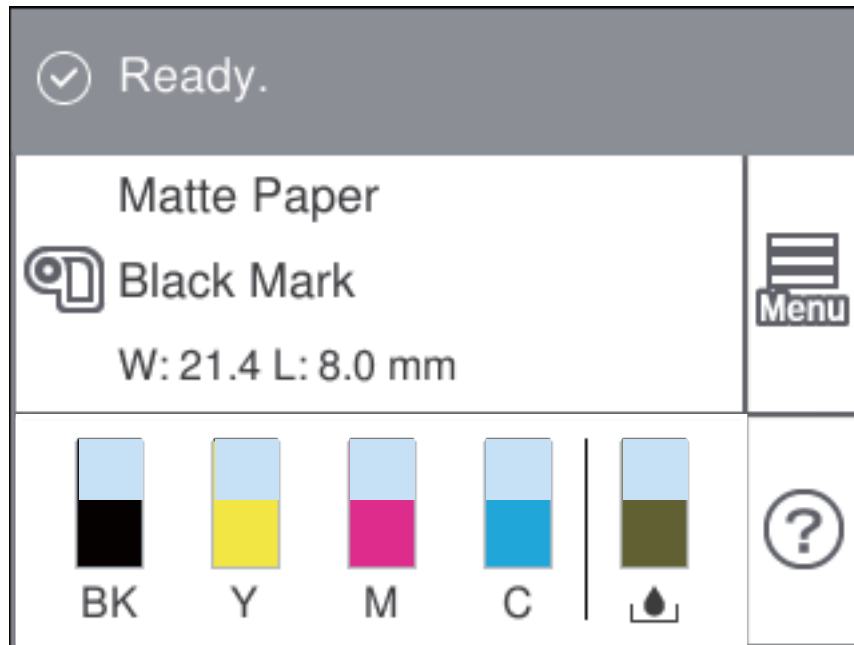 Ready.
Matte Paper
Black Mark
W: 21.4 L: 8.0 mm
Menu
BK Y M C
?